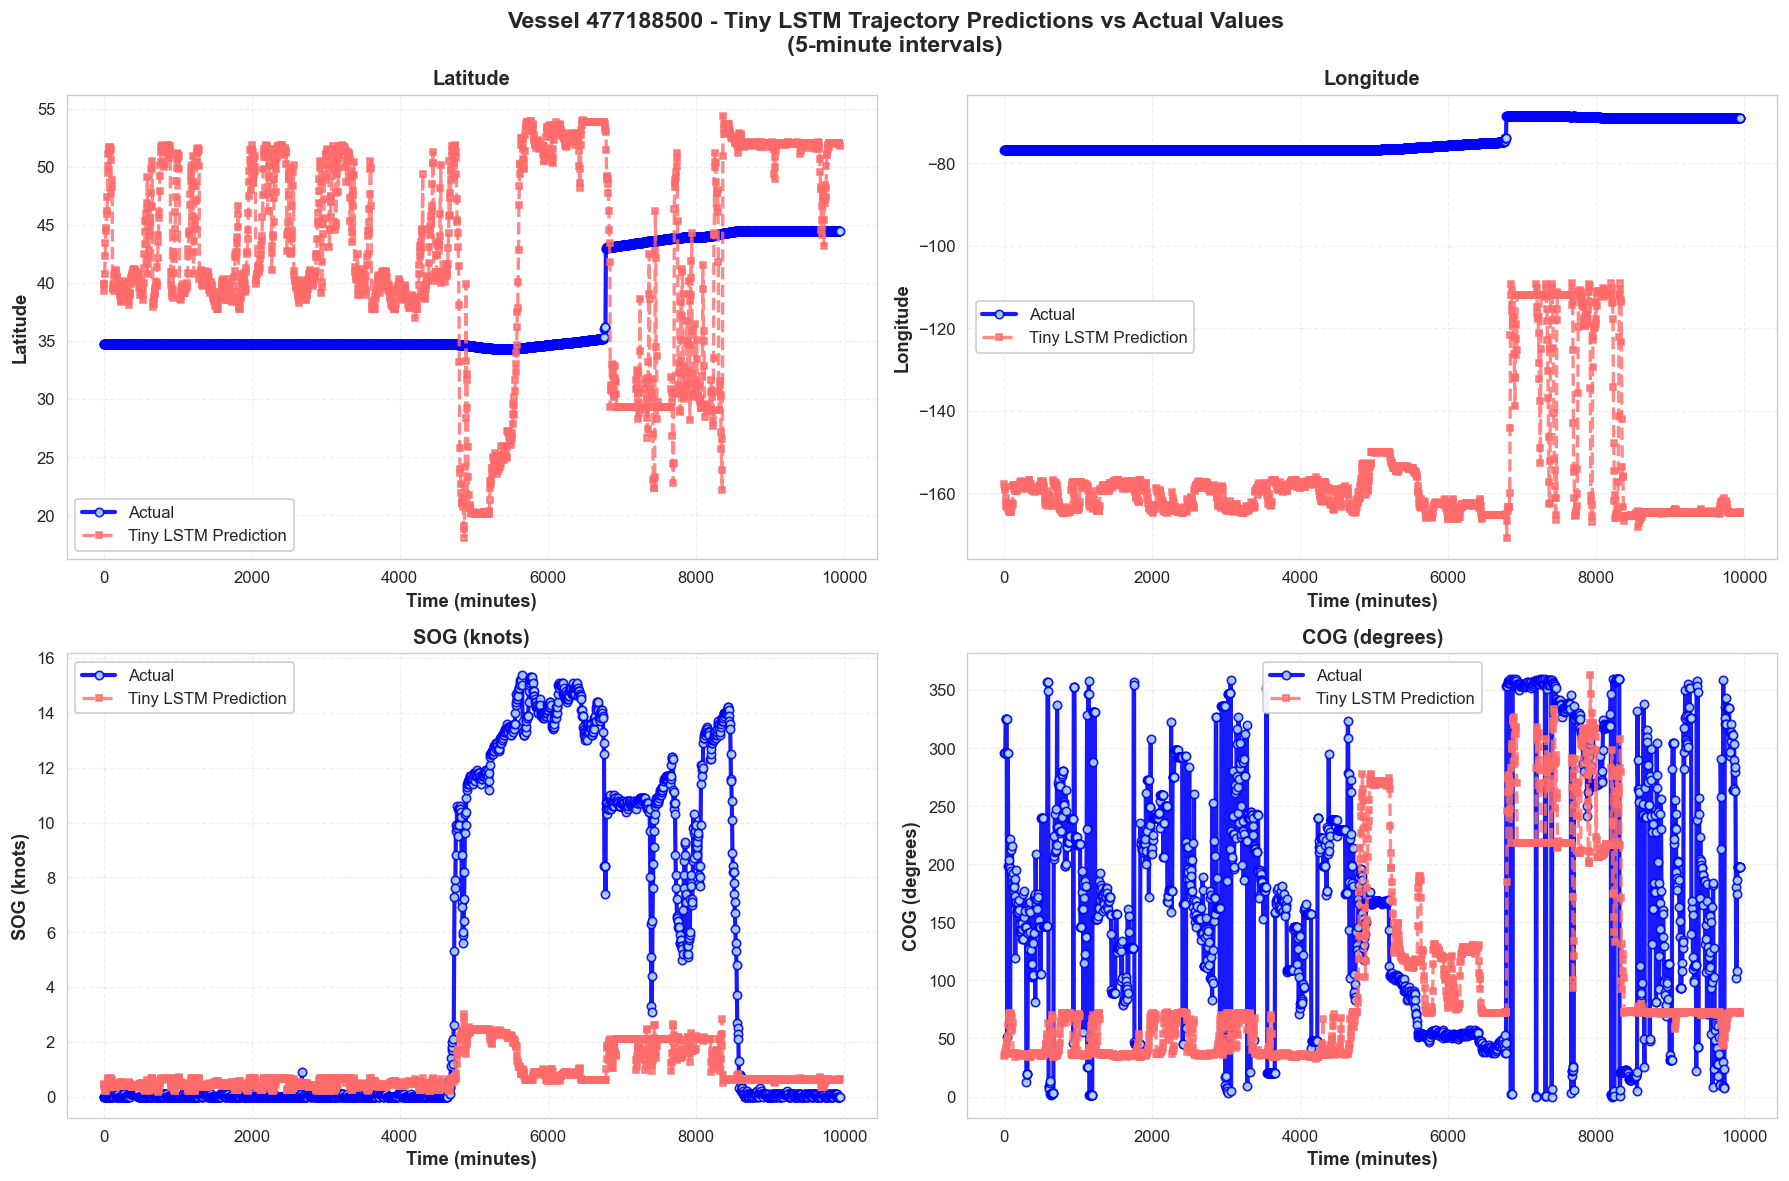 Vessel 477188500 - Tiny LSTM Trajectory Predictions vs Actual Values
(5-minute intervals)
Latitude
55
50
45
40
35
30
25
20
Latitude
Actual
Tiny LSTM Prediction
0 2000 4000 6000 8000 10000
Time (minutes)
Longitude
−80
−100
−120
−140
−160
Longitude
Actual
Tiny LSTM Prediction
0 2000 4000 6000 8000 10000
Time (minutes)
SOG (knots)
16
14
12
10
8
6
4
2
0
SOG (knots)
Actual
Tiny LSTM Prediction
0 2000 4000 6000 8000 10000
Time (minutes)
COG (degrees)
350
300
250
200
150
100
50
0
COG (degrees)
Actual
Tiny LSTM Prediction
0 2000 4000 6000 8000 10000
Time (minutes)